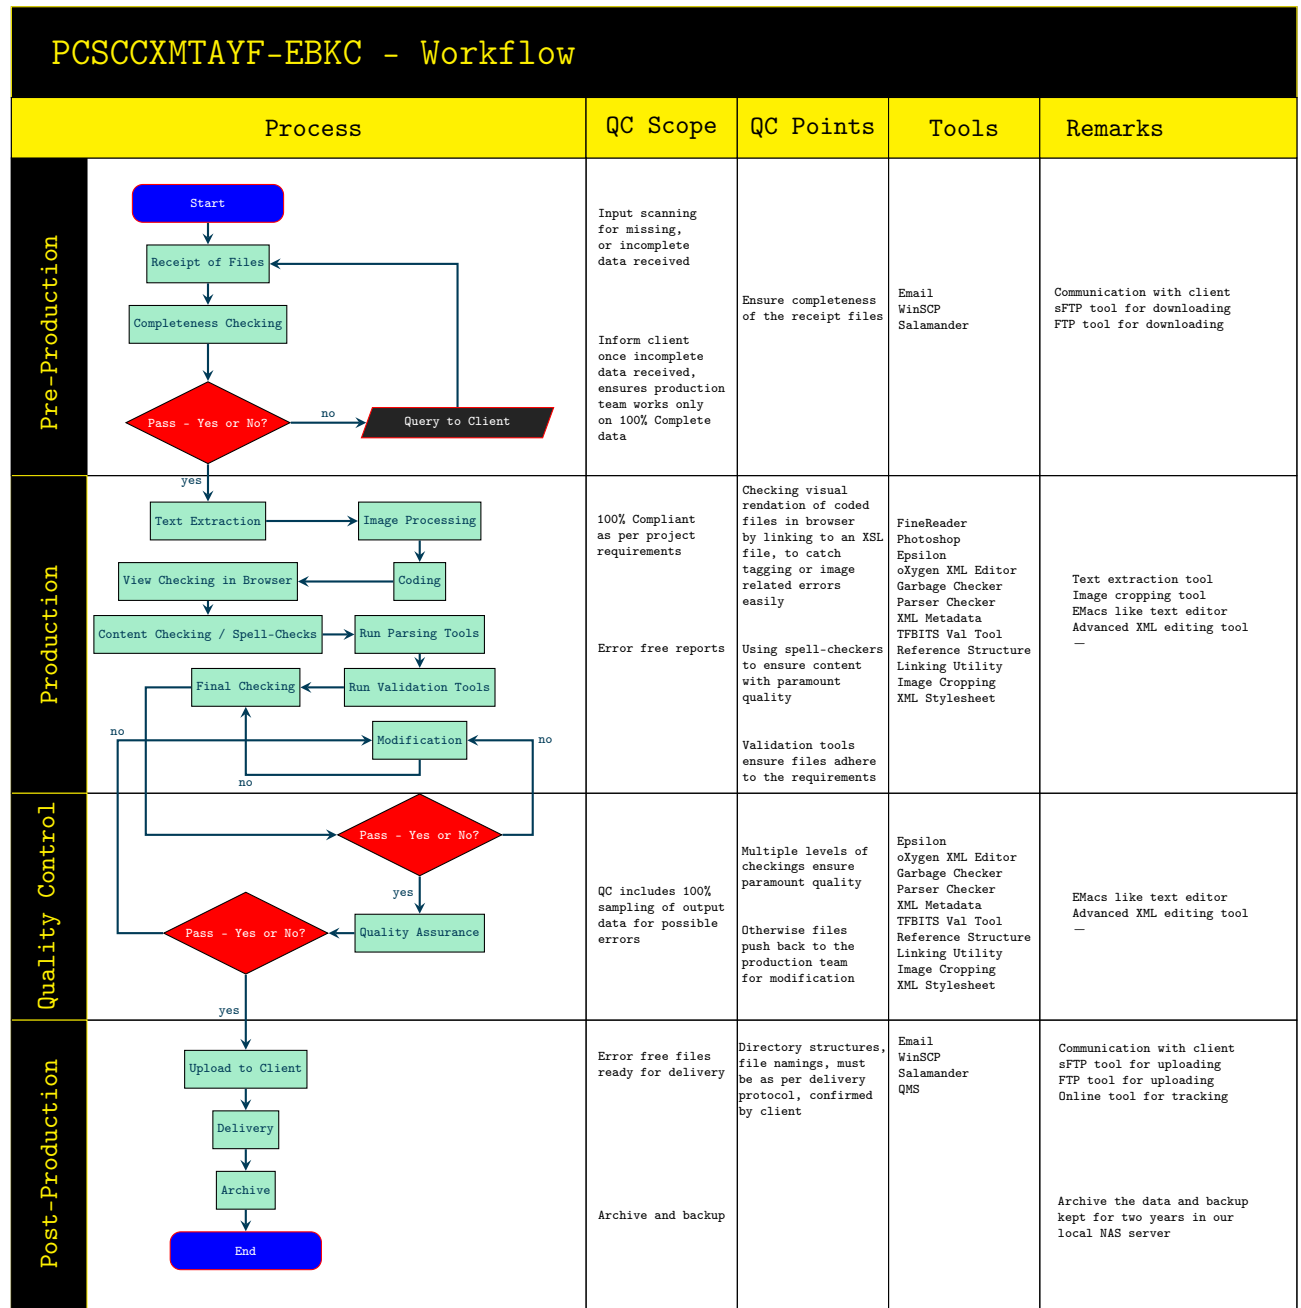 PCSCCXMTAYF-EBKC - Workflow
Process
QC Scope
QC Points
Tools
Remarks
Pre-Production
Start
Receipt of Files
Completeness Checking
Pass - Yes or No?
no
Query to Client
yes
Input scanning
for missing,
or incomplete
data received
Inform client
once incomplete
data received,
ensures production
team works only
on 100% Complete
data
Ensure completeness
of the receipt files
Email
WinSCP
Salamander
Communication with client
sFTP tool for downloading
FTP tool for downloading
Production
Text Extraction
Image Processing
View Checking in Browser
Coding
Content Checking / Spell-Checks
Run Parsing Tools
Final Checking
Run Validation Tools
no
Modification
no
no
100% Compliant
as per project
requirements
Error free reports
Checking visual
rendation of coded
files in browser
by linking to an XSL
file, to catch
tagging or image
related errors
easily
Using spell-checkers
to ensure content
with paramount
quality
Validation tools
ensure files adhere
to the requirements
FineReader
Photoshop
Epsilon
oXygen XML Editor
Garbage Checker
Parser Checker
XML Metadata
TFBITS Val Tool
Reference Structure
Linking Utility
Image Cropping
XML Stylesheet
Text extraction tool
Image cropping tool
EMacs like text editor
Advanced XML editing tool
—
Quality Control
Pass - Yes or No?
yes
Pass - Yes or No?
Quality Assurance
yes
QC includes 100%
sampling of output
data for possible
errors
Multiple levels of
checkings ensure
paramount quality
Otherwise files
push back to the
production team
for modification
Epsilon
oXygen XML Editor
Garbage Checker
Parser Checker
XML Metadata
TFBITS Val Tool
Reference Structure
Linking Utility
Image Cropping
XML Stylesheet
EMacs like text editor
Advanced XML editing tool
—
Post-Production
Upload to Client
Delivery
Archive
End
Error free files
ready for delivery
Archive and backup
Directory structures,
file namings, must
be as per delivery
protocol, confirmed
by client
Email
WinSCP
Salamander
QMS
Communication with client
sFTP tool for uploading
FTP tool for uploading
Online tool for tracking
Archive the data and backup
kept for two years in our
local NAS server